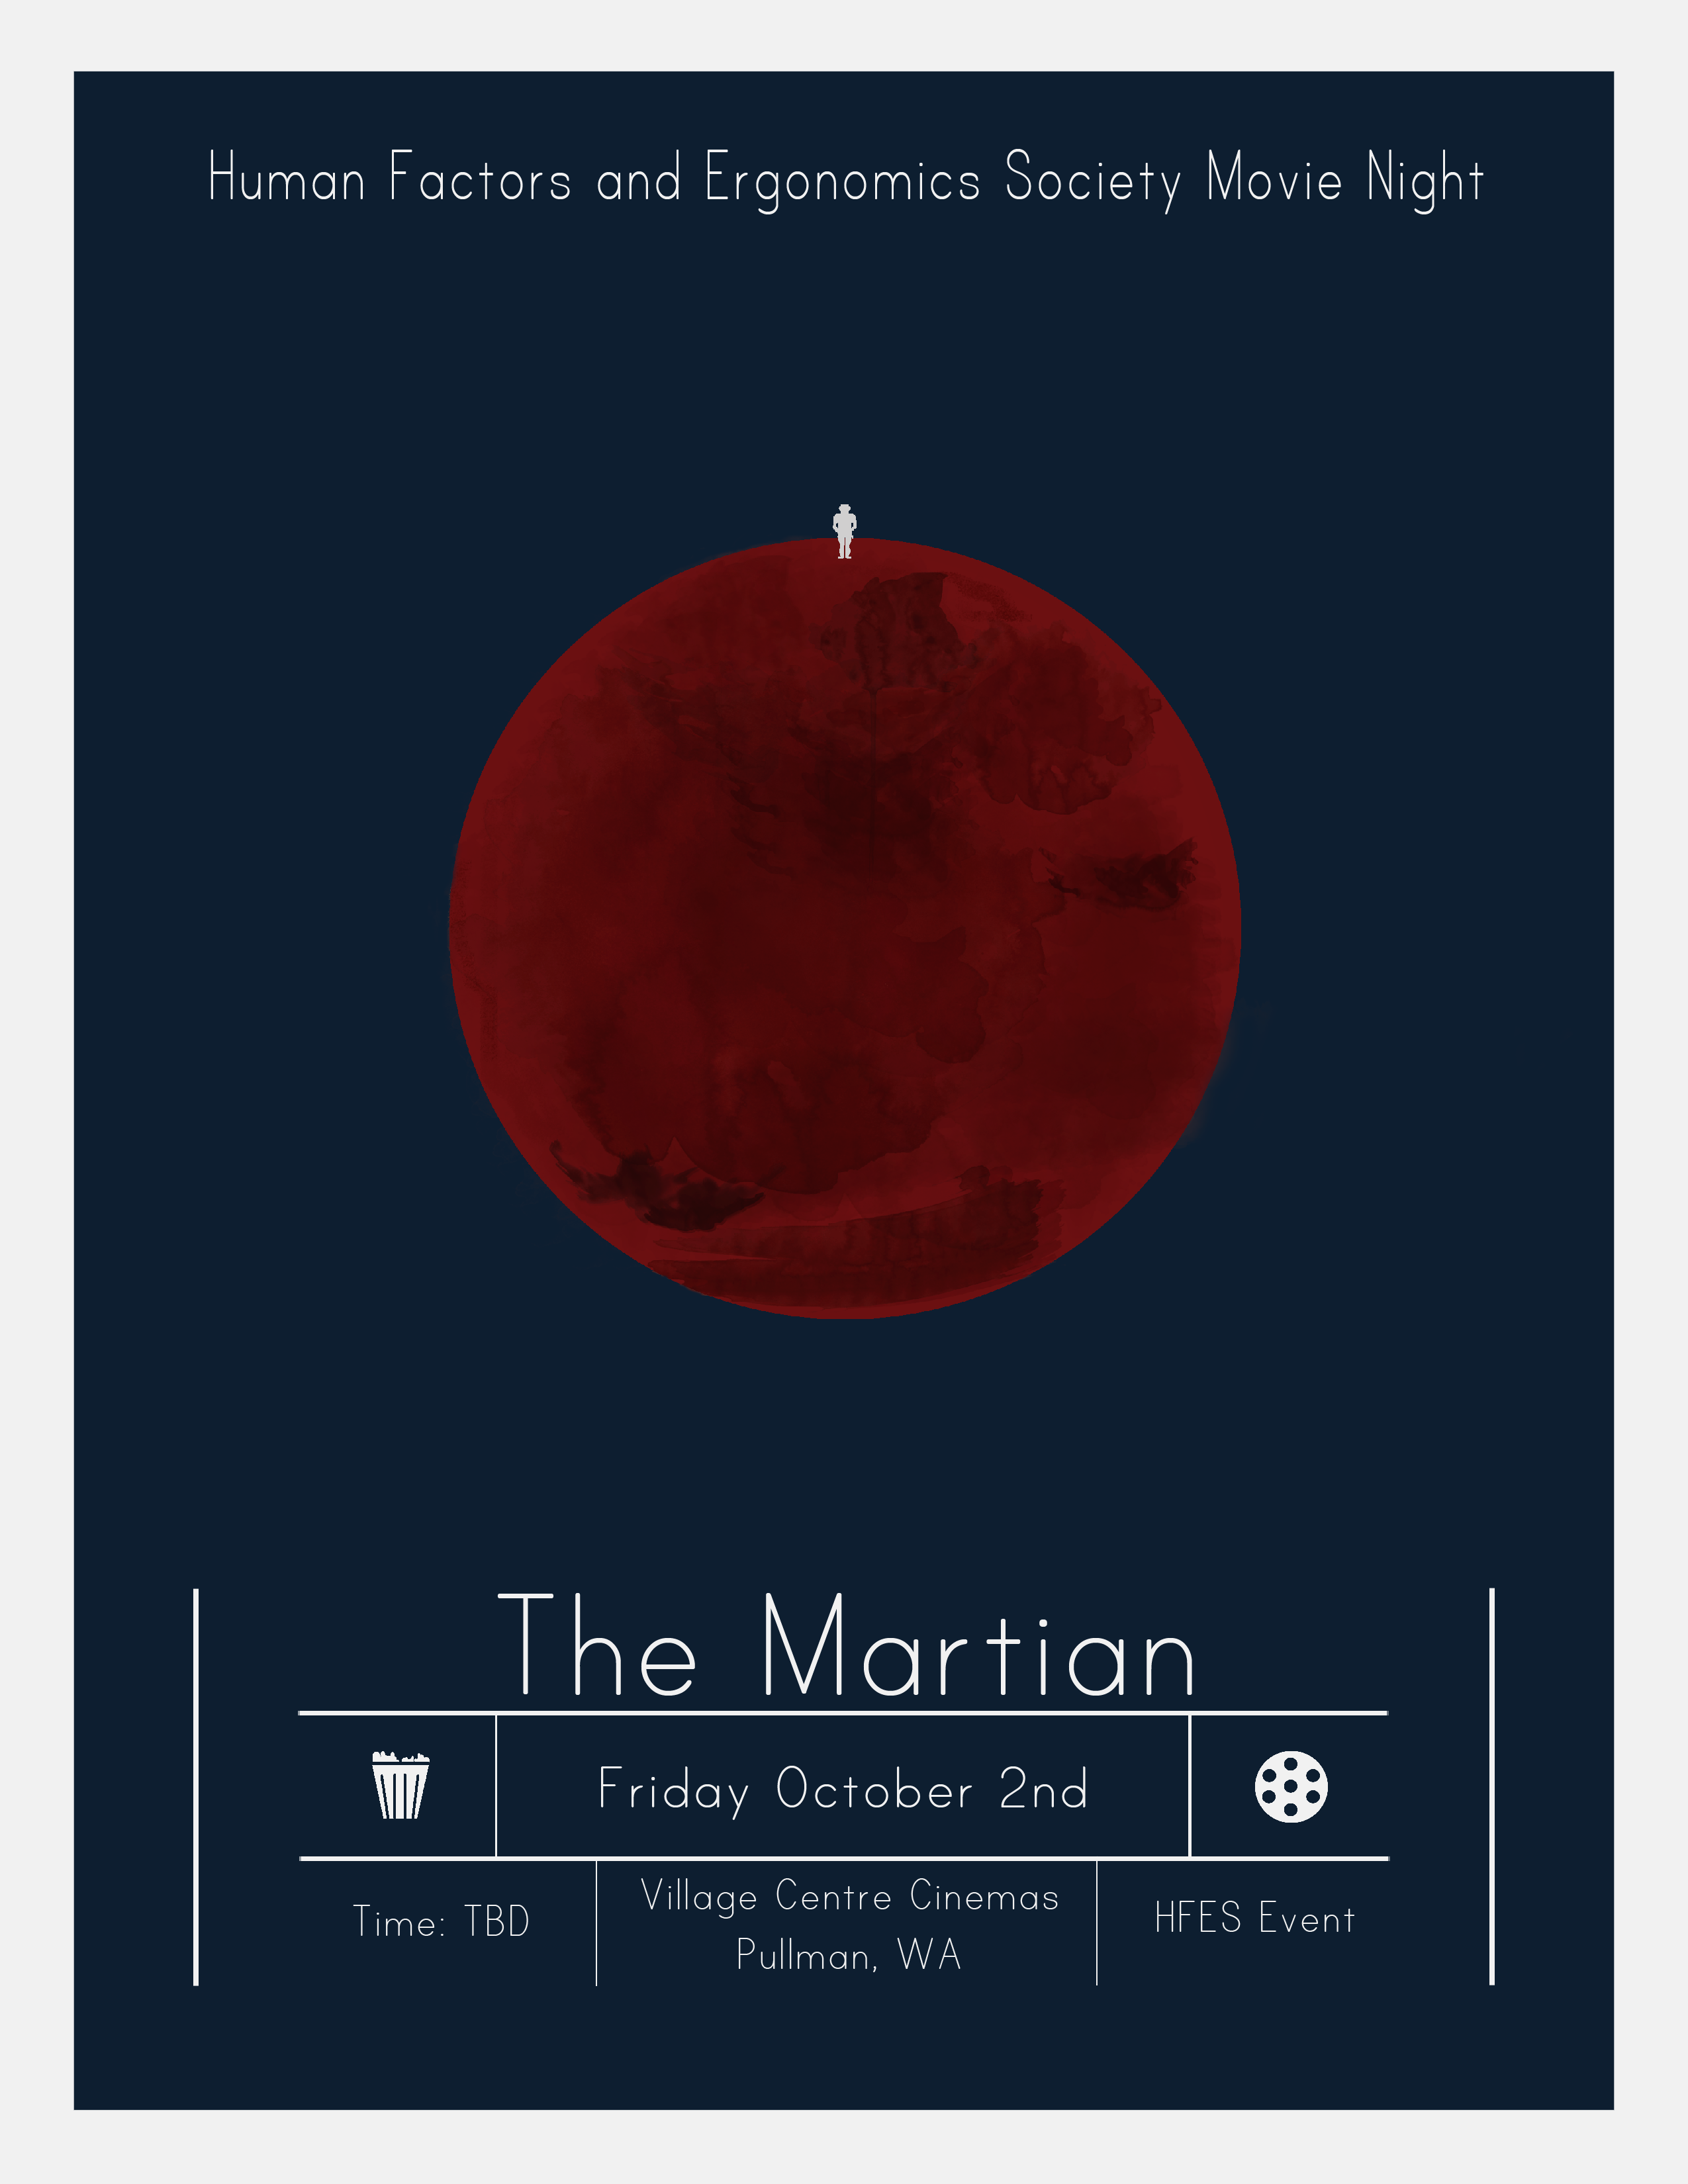 Human Factors and Ergonomics Society Movie Night
The Martian
Friday October 2nd
Time: TBD
Village Centre Cinemas
Pullman, WA
HFES Event